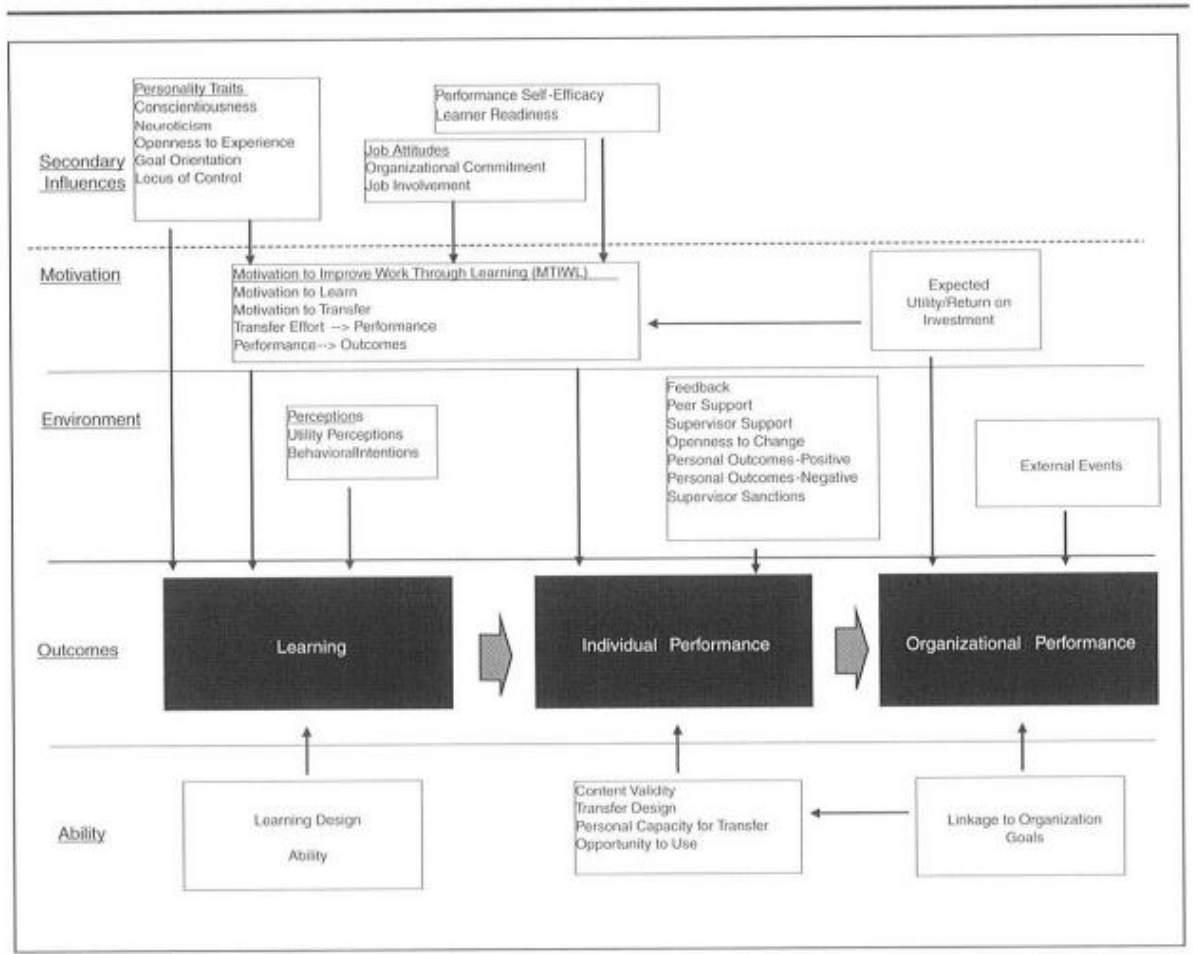 Personality Traits
Conscientiousness
Neuroticism
Openness to Experience
Goal Orientation
Locus of Control
Performance Self-Efficacy
Learner Readiness
Job Attitudes
Organizational Commitment
Job Involvement
Secondary
Influences
Motivation
Motivation to Improve Work Through Learning (MTIWL)
Motivation to Learn
Motivation to Transfer
Transfer Effort --> Performance
Performance--> Outcomes
Expected
Utility/Return on
Investment
Environment
Perceptions
Utility Perceptions
BehavioralIntentions
Feedback
Peer Support
Supervisor Support
Openness to Change
Personal Outcomes-Positive
Personal Outcomes-Negative
Supervisor Sanctions
External Events
Outcomes
Learning
Individual Performance
Organizational Performance
Ability
Learning Design
Ability
Content Validity
Transfer Design
Personal Capacity for Transfer
Opportunity to Use
Linkage to Organization
Goals